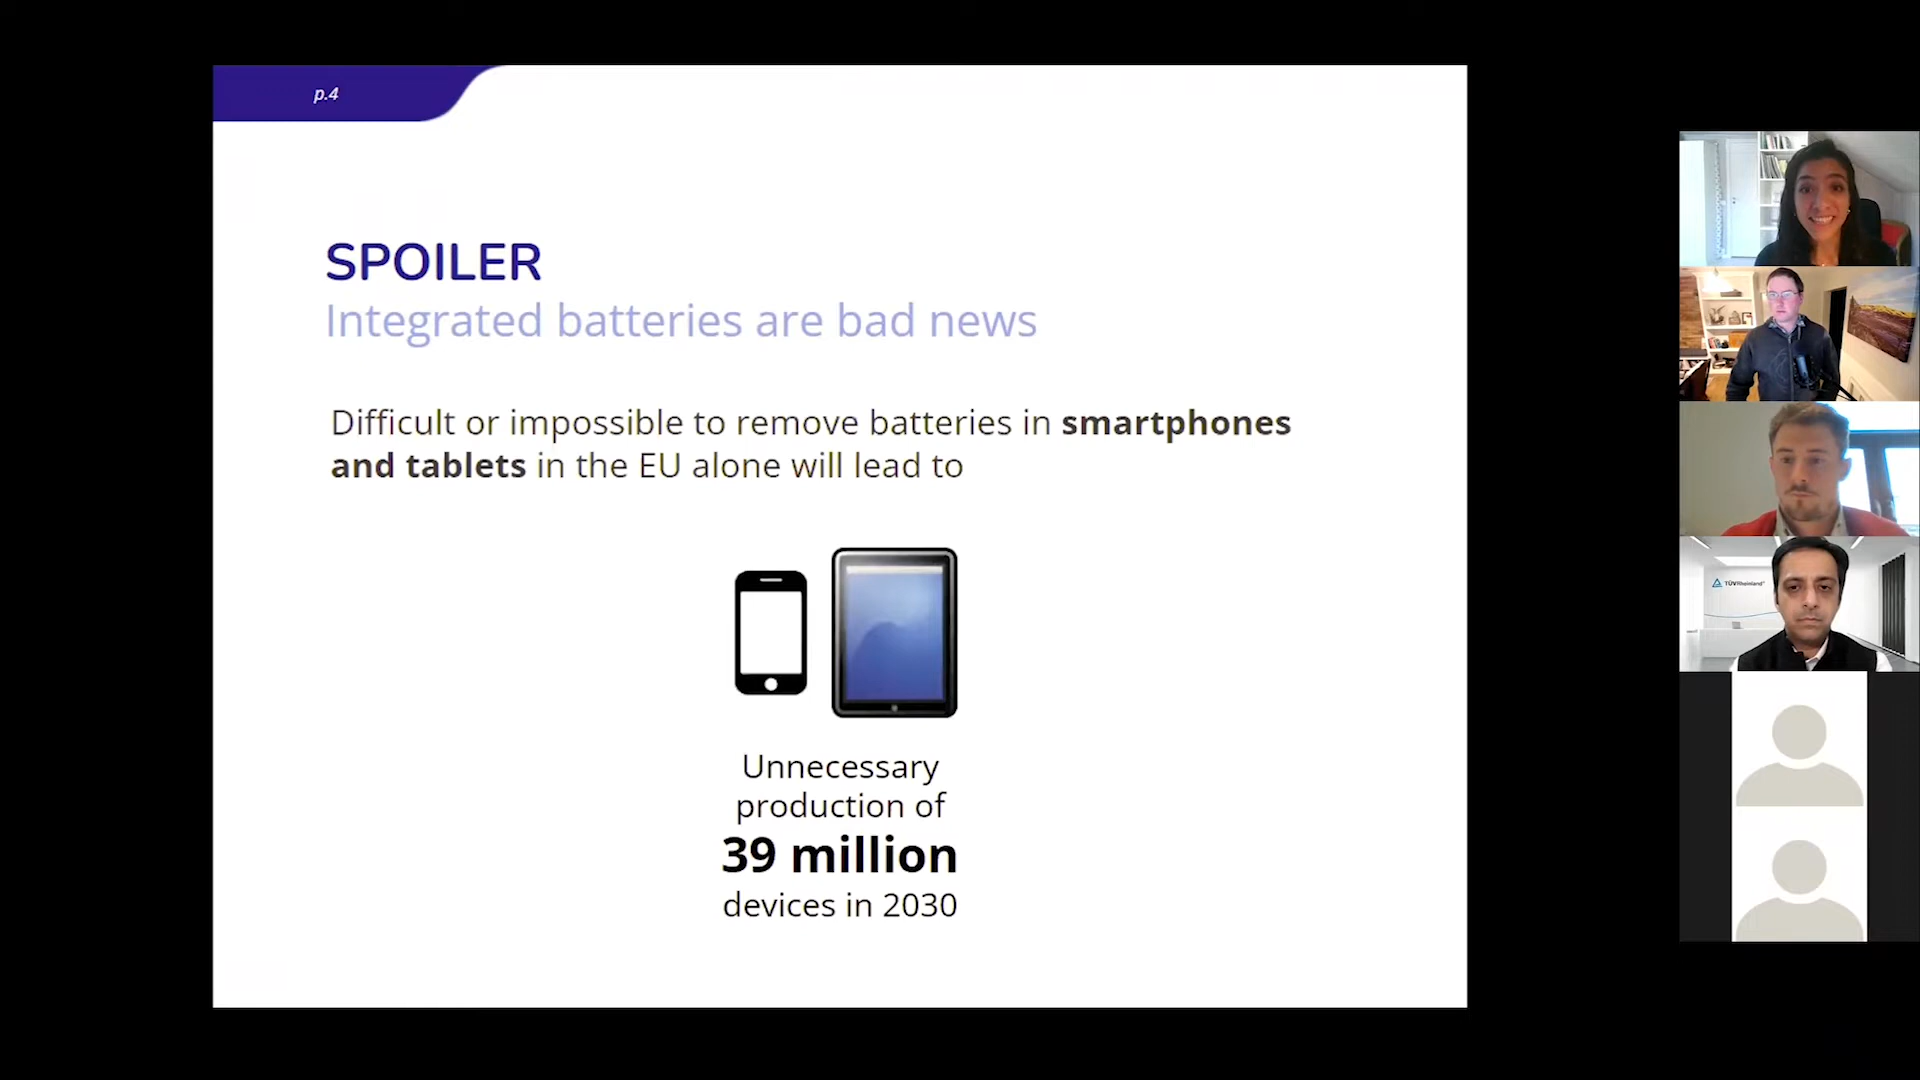 p.4
SPOILER
Integrated batteries are bad news
Difficult or impossible to remove batteries in smartphones
and tablets in the EU alone will lead to
Unnecessary
production of
39 million
devices in 2030
TÜVRheinland